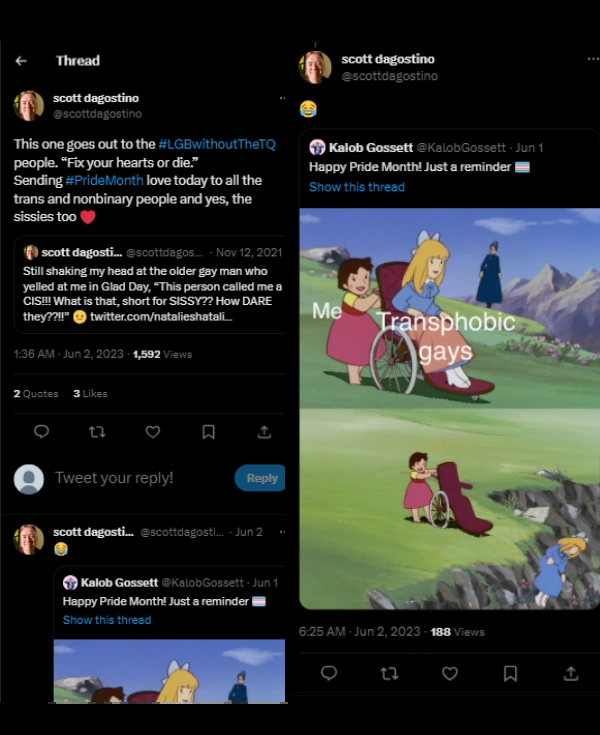 Thread
scott dagostino
@scottdagostino
This one goes out to the #LGBwithoutTheTQ
people. “Fix your hearts or die.”
Sending #PrideMonth love today to all the
trans and nonbinary people and yes, the
sissies too ❤️
scott dagosti... @scottdagos... · Nov 12, 2021
Still shaking my head at the older gay man who
yelled at me in Glad Day, “This person called me a
CIS!!! What is that, short for SISSY?? How DARE
they??!!” 😐 twitter.com/natalieshatali...
1:36 AM · Jun 2, 2023 · 1,592 Views
2 Quotes 3 Likes
Tweet your reply!
Reply
scott dagosti... @scottdagosti... · Jun 2
😂
Kalob Gossett @KalobGossett · Jun 1
Happy Pride Month! Just a reminder 🏳️‍⚧️
Show this thread
scott dagostino
@scottdagostino
😂
Kalob Gossett @KalobGossett · Jun 1
Happy Pride Month! Just a reminder 🏳️‍⚧️
Show this thread
Me
Transphobic
gays
6:25 AM · Jun 2, 2023 · 188 Views